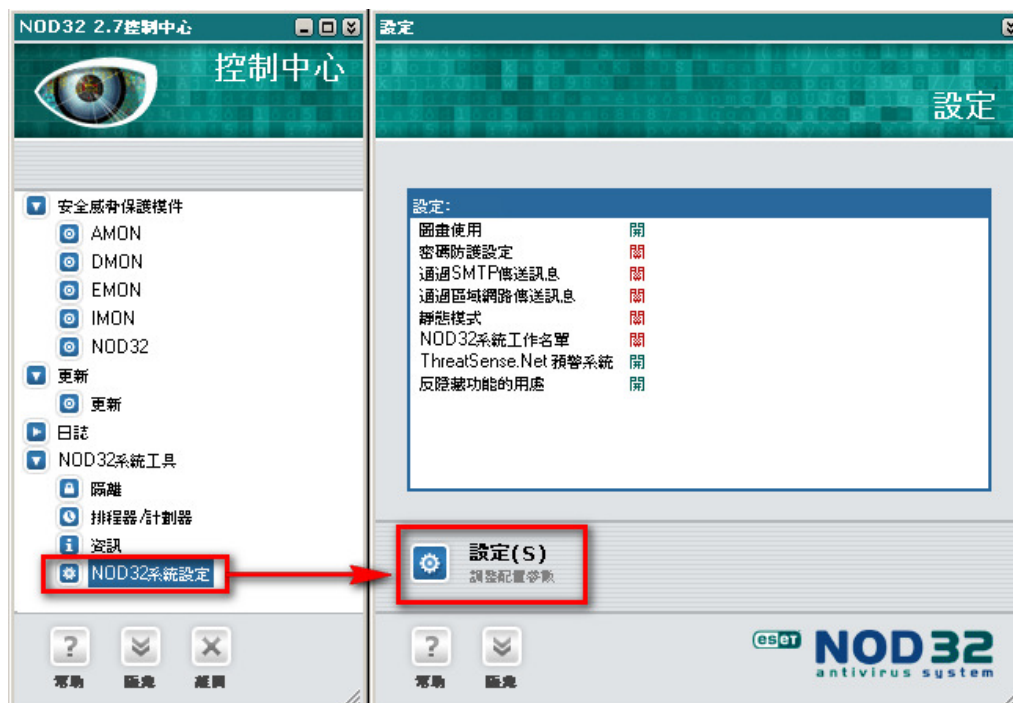 NOD32 2.7控制中心
控制中心
安全威脅保護模件
AMON
DMON
EMON
IMON
NOD32
更新
更新
日誌
NOD32系統工具
隔離
排程器/計劃器
資訊
NOD32系統設定
?
幫助
隱藏
離開
設定
設定
設定:
圖畫使用 開
密碼防護設定 關
通過SMTP傳送訊息 關
通過區域網路傳送訊息 關
靜態模式 關
NOD32系統工作名單 關
ThreatSense.Net 預警系統 開
反隱藏功能的用處 開
設定(S)
調整配置參數
?
幫助
隱藏
eset NOD32
antivirus system